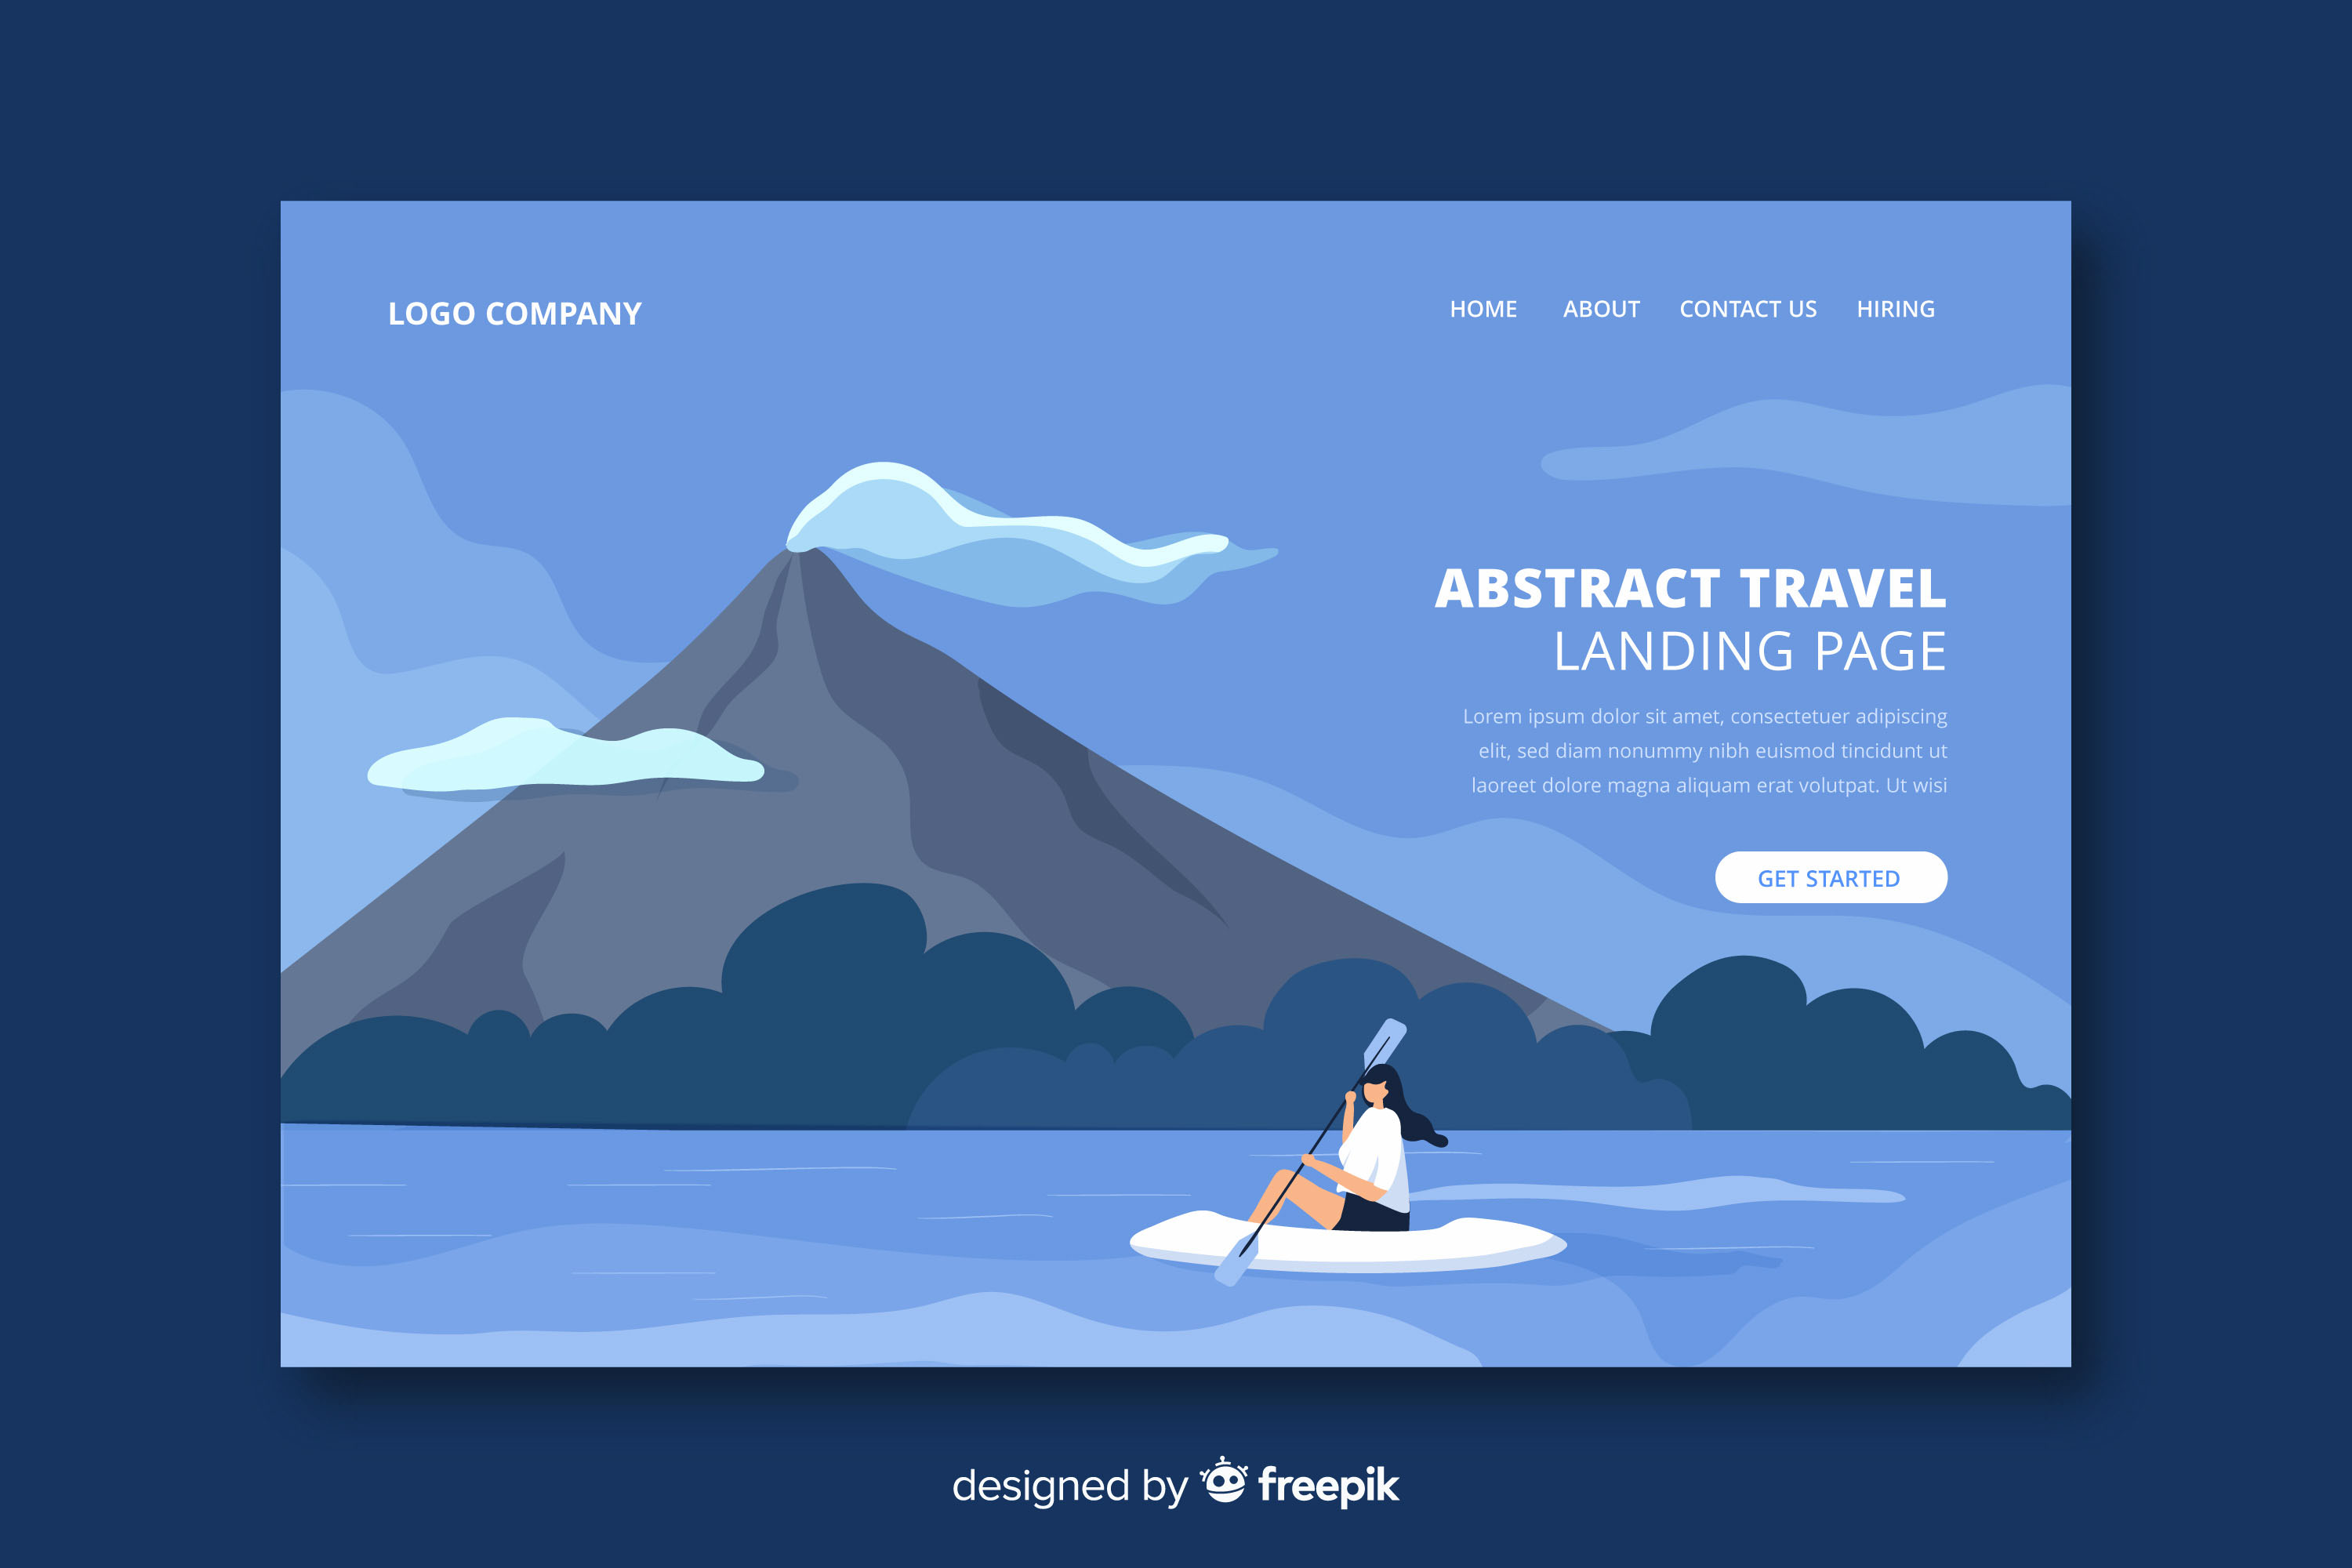 LOGO COMPANY
HOME ABOUT CONTACT US HIRING
ABSTRACT TRAVEL
LANDING PAGE
Lorem ipsum dolor sit amet, consectetuer adipiscing
elit, sed diam nonummy nibh euismod tincidunt ut
laoreet dolore magna aliquam erat volutpat. Ut wisi
GET STARTED
designed by freepik